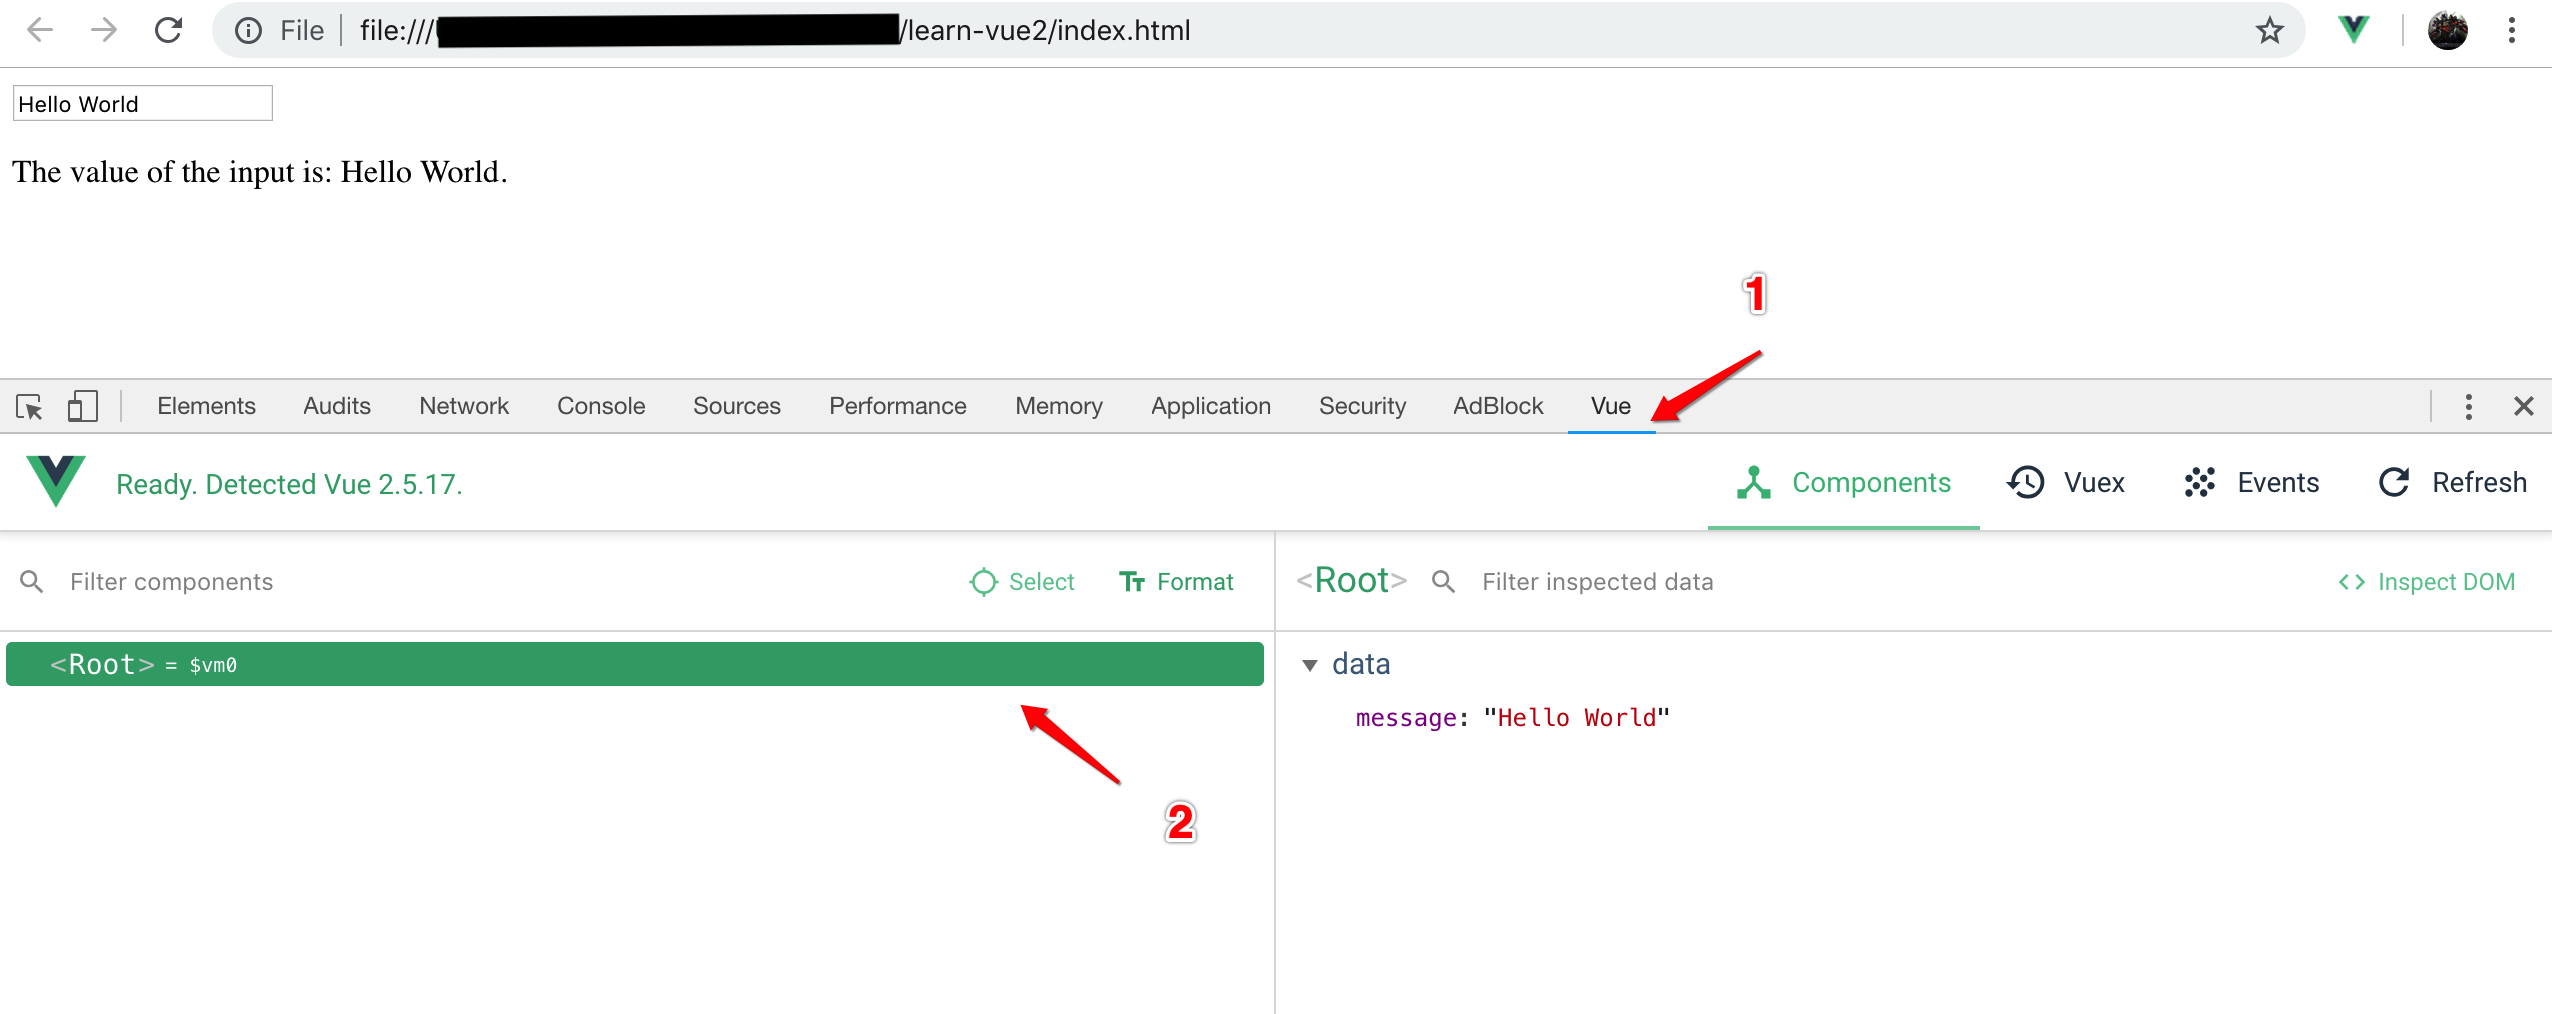 File file:/// /learn-vue2/index.html
Hello World
The value of the input is: Hello World.
1
Elements Audits Network Console Sources Performance Memory Application Security AdBlock Vue
Ready. Detected Vue 2.5.17.
Components Vuex Events Refresh
Filter components Select Format
<Root> Filter inspected data <> Inspect DOM
<Root> = $vm0
data
message: "Hello World"
2